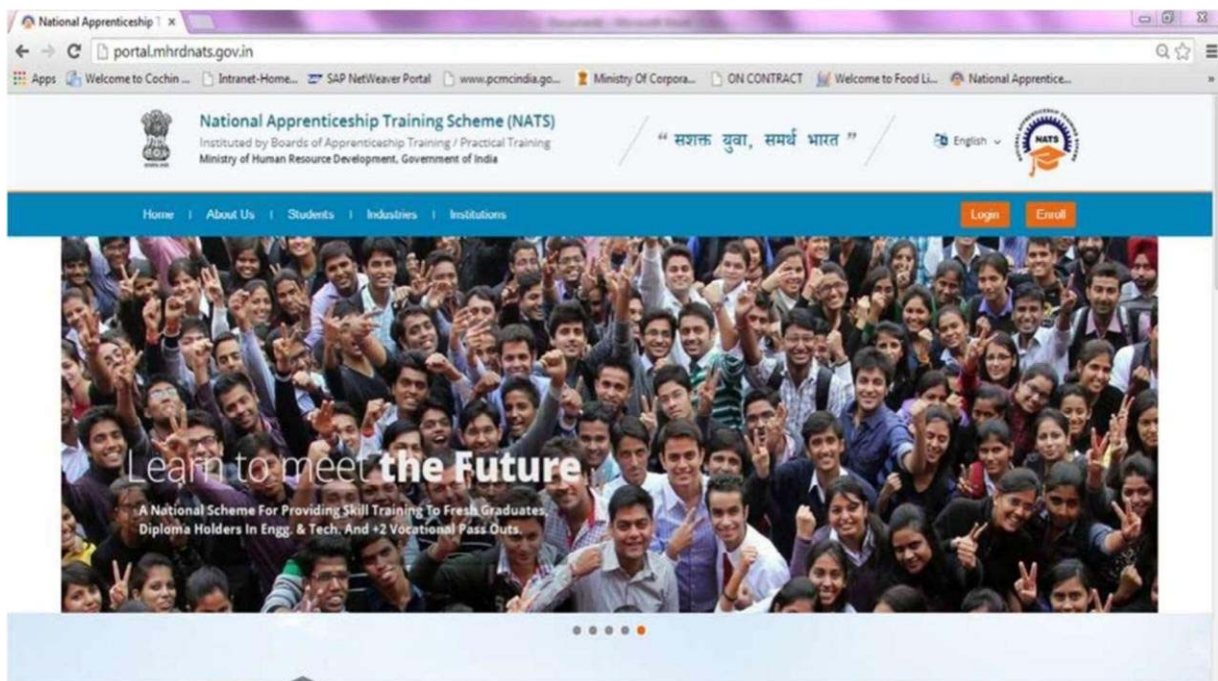 National Apprenticeship T
portal.mhrdnats.gov.in
Apps Welcome to Cochin ... Intranet-Home... SAP NetWeaver Portal www.pcmcindia.go... Ministry Of Corpora... ON CONTRACT Welcome to Food Li... National Apprentice...
National Apprenticeship Training Scheme (NATS)
Instituted by Boards of Apprenticeship Training / Practical Training
Ministry of Human Resource Development, Government of India
“ सशक्त युवा, समर्थ भारत ”
English
NATS
Home | About Us | Students | Industries | Institutions
Login Enroll
Learn to meet the Future
A National Scheme For Providing Skill Training To Fresh Graduates,
Diploma Holders In Engg. & Tech. And +2 Vocational Pass Outs.